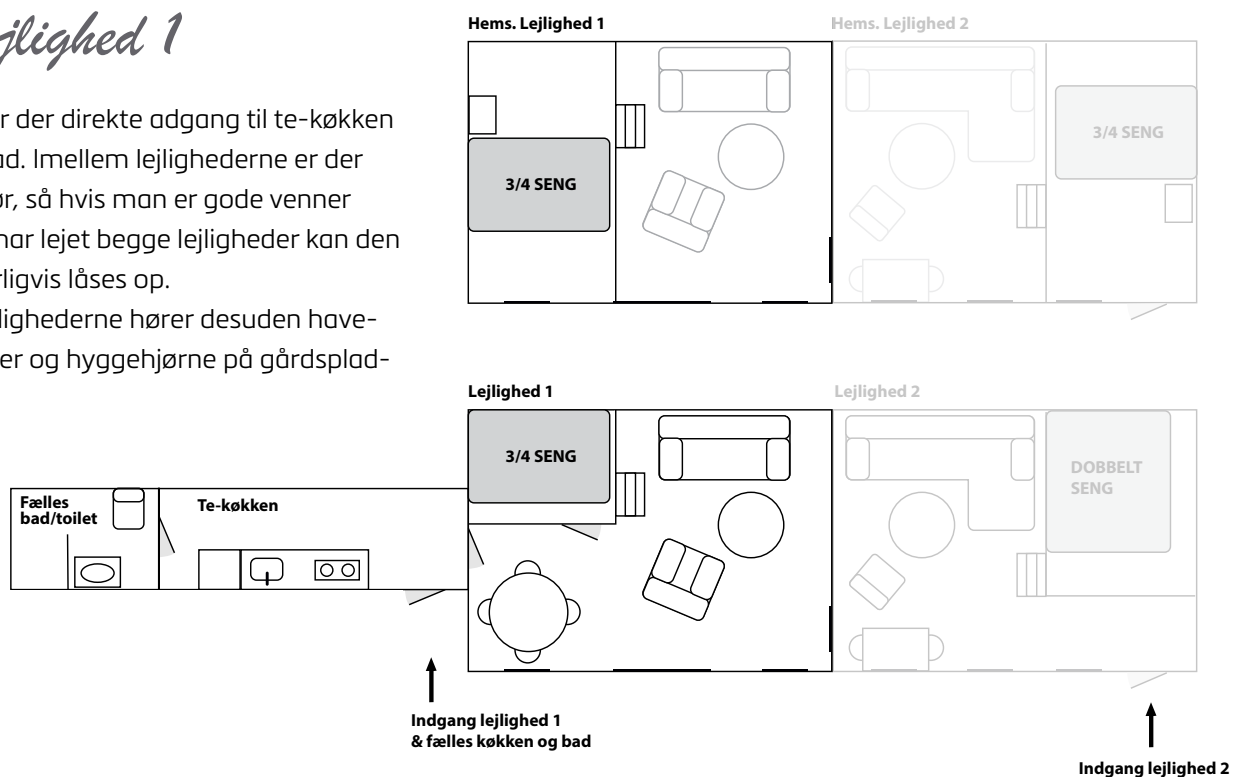 jlighed 1
r der direkte adgang til te-køkken
ad. Imellem lejlighederne er der
ør, så hvis man er gode venner
har lejet begge lejligheder kan den
rligvis låses op.
lighederne hører desuden have-
er og hyggehjørne på gårdsplad-
Hems. Lejlighed 1
Hems. Lejlighed 2
3/4 SENG
3/4 SENG
Lejlighed 1
Lejlighed 2
3/4 SENG
DOBBELT
SENG
Fælles
bad/toilet
Te-køkken
Indgang lejlighed 1
& fælles køkken og bad
Indgang lejlighed 2